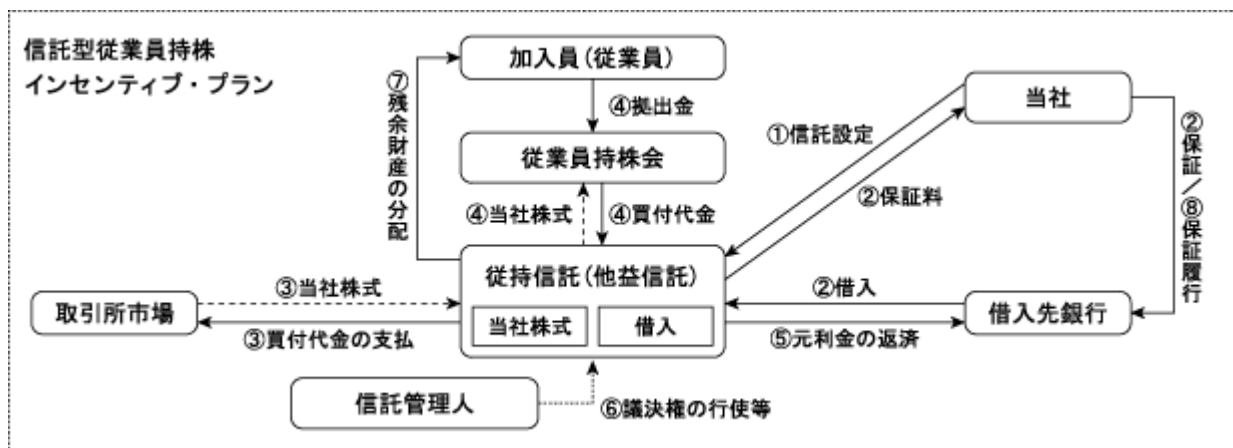 信託型従業員持株
インセンティブ・プラン
加入員(従業員)
⑦残余財産の分配
④拠出金
当社
①信託設定
②保証/⑧保証履行
従業員持株会
②保証料
④当社株式
④買付代金
従持信託(他益信託)
③当社株式
②借入
取引所市場
当社株式
借入
借入先銀行
③買付代金の支払
⑤元利金の返済
信託管理人
⑥議決権の行使等